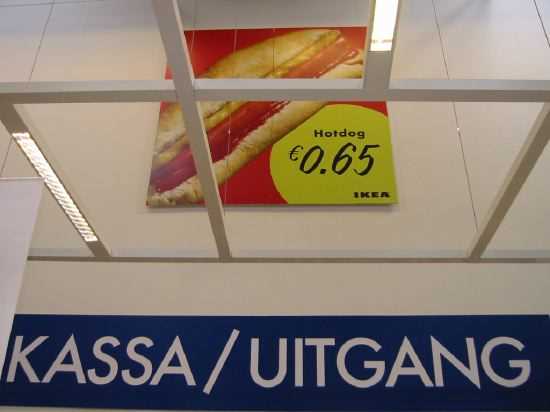 Hotdog
€0.65
IKEA
KASSA/UITGANG